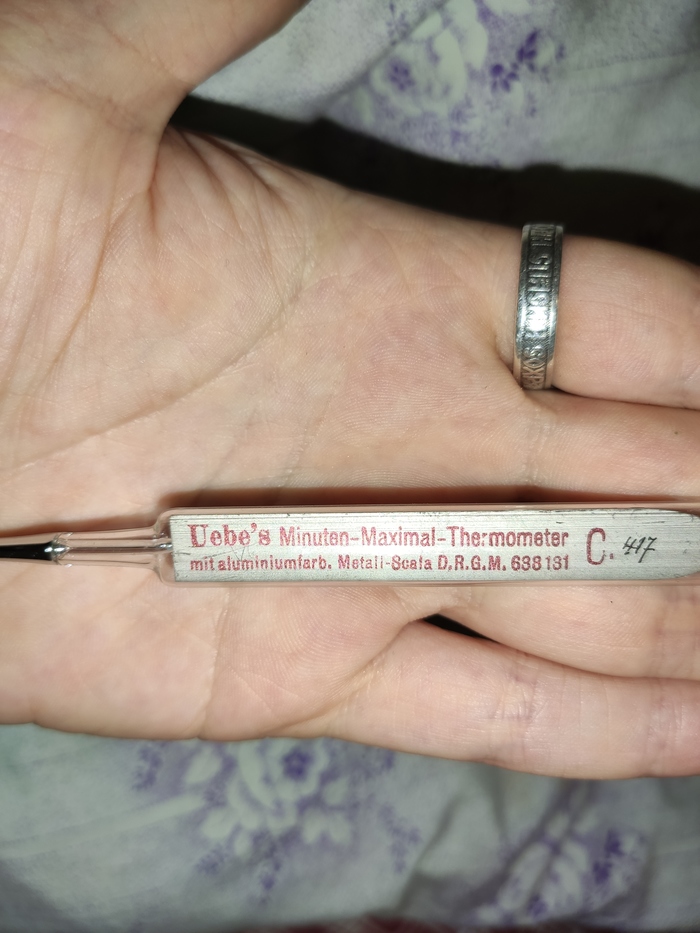 Uebe's Minuten-Maximal-Thermometer
mit aluminiumfarb. Metall-Scala D.R.G.M. 638131
C. 417